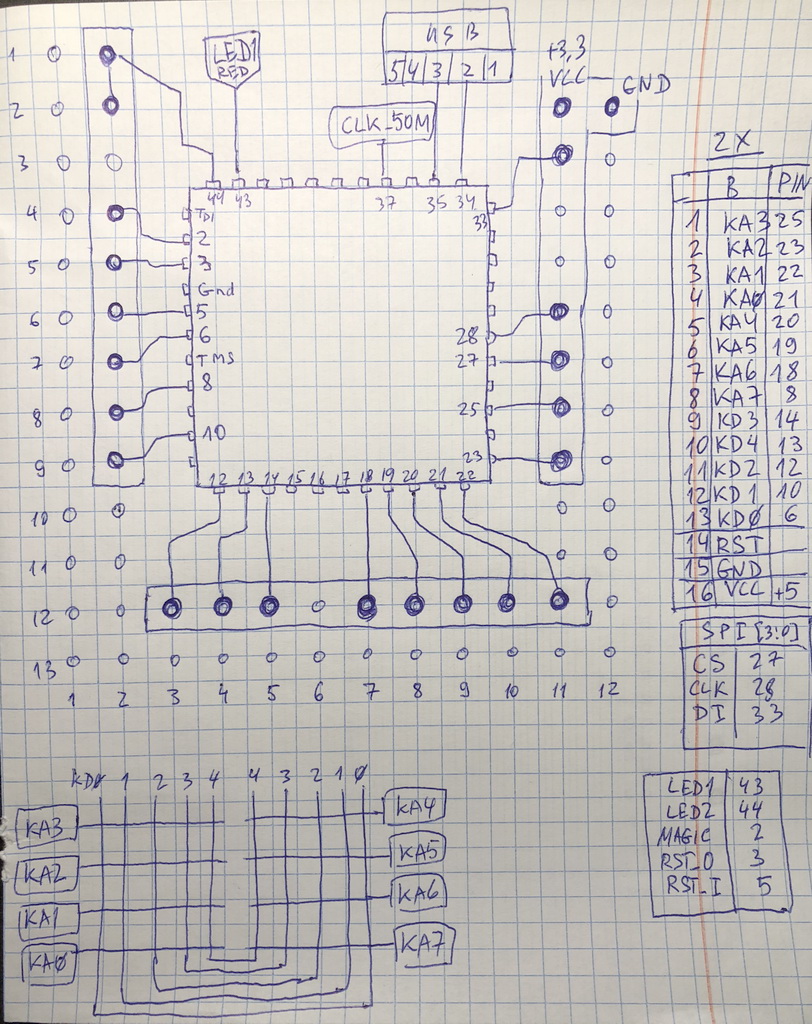 USB
5 4 3 2 1
LED1
RED
CLK_50M
+3,3
VCC
GND
1
2
3
4
5
6
7
8
9
10
11
12
13
44 43 37 35 34
TDI
2
3
Gnd
5
6
TMS
8
10
33
28
27
25
23
12 13 14 15 16 17 18 19 20 21 22
1 2 3 4 5 6 7 8 9 10 11 12
2X
B PIN
1 KA3 25
2 KA2 23
3 KA1 22
4 KA0 21
5 KA4 20
6 KA5 19
7 KA6 18
8 KA7 8
9 KD3 14
10 KD4 13
11 KD2 12
12 KD1 10
13 KD0 6
14 RST
15 GND
16 VCC +5
SPI [3:0]
CS 27
CLK 28
DI 33
LED1 43
LED2 44
MAGIC 2
RST_O 3
RST_I 5
KD0 1 2 3 4 4 3 2 1 0
KA3 KA4
KA2 KA5
KA1 KA6
KA0 KA7